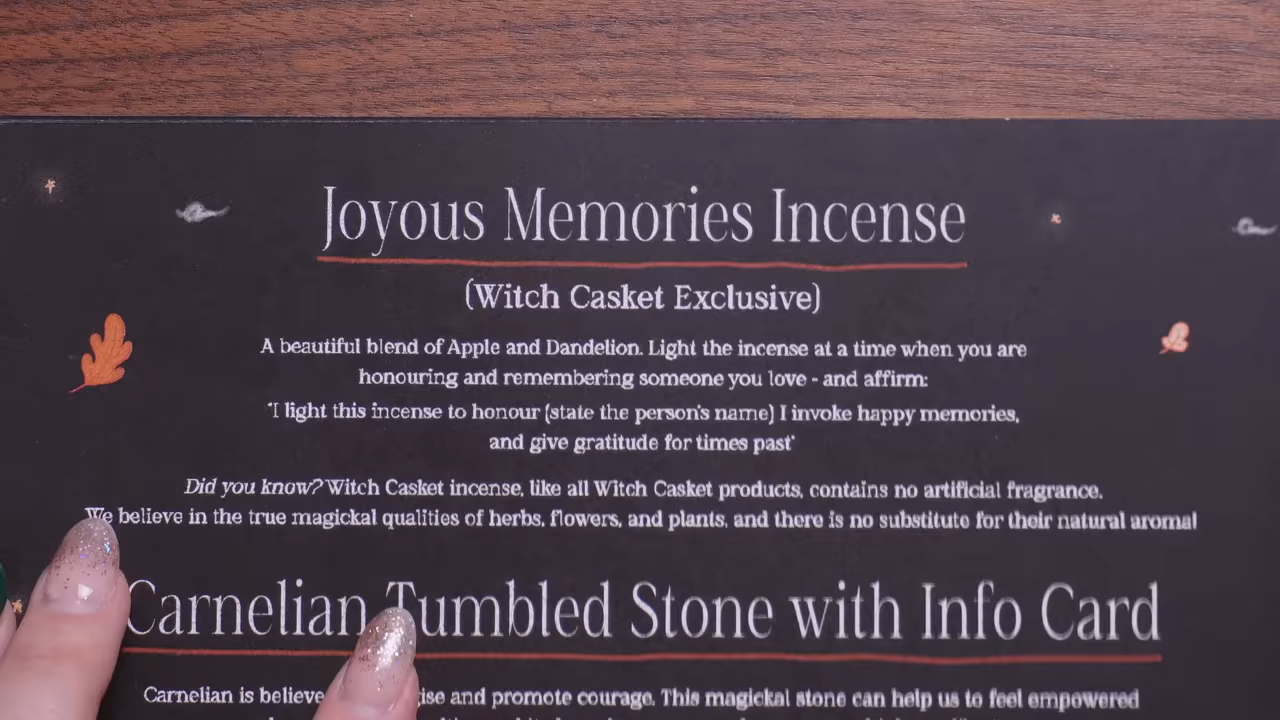 Joyous Memories Incense
(Witch Casket Exclusive)
A beautiful blend of Apple and Dandelion. Light the incense at a time when you are
honouring and remembering someone you love - and affirm:
'I light this incense to honour (state the person's name) I invoke happy memories,
and give gratitude for times past'
Did you know? Witch Casket incense, like all Witch Casket products, contains no artificial fragrance.
We believe in the true magickal qualities of herbs, flowers, and plants, and there is no substitute for their natural aroma!
Carnelian Tumbled Stone with Info Card
Carnelian is believe ise and promote courage. This magickal stone can help us to feel empowered